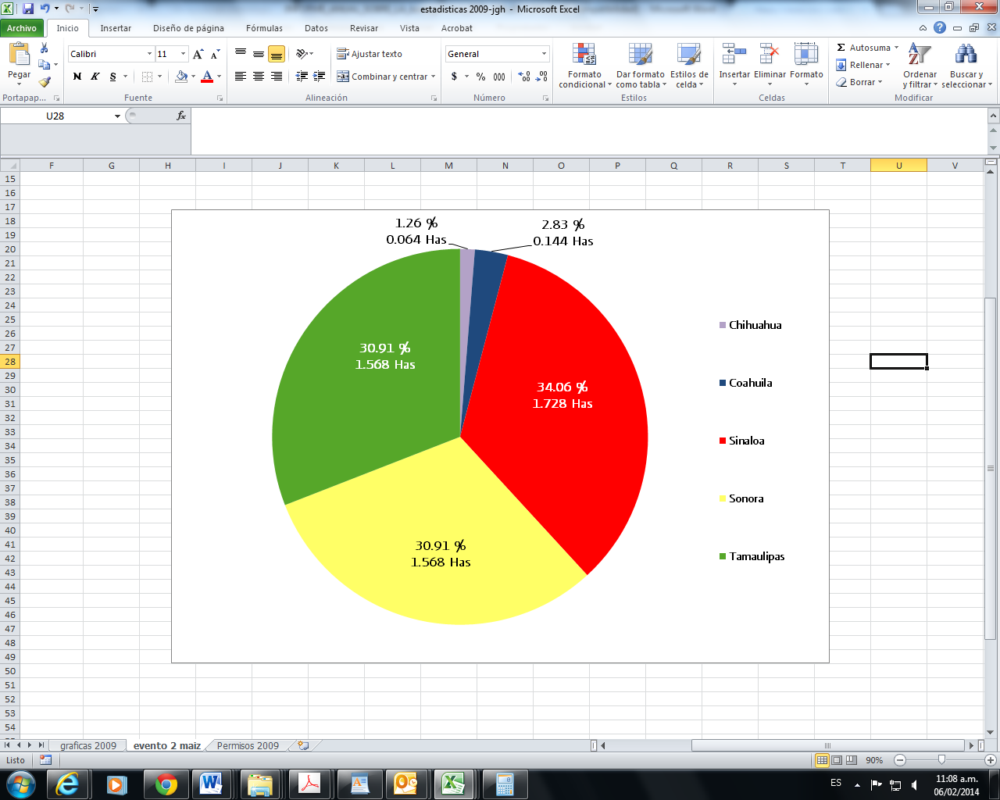 estadisticas 2009-jgh - Microsoft Excel
Archivo Inicio Insertar Diseño de página Fórmulas Datos Revisar Vista Acrobat
Pegar
Portapap...
Calibri 11
N K S
Fuente
Ajustar texto
Combinar y centrar
Alineación
General
$ % 000
Número
Formato condicional
Dar formato como tabla
Estilos de celda
Estilos
Insertar Eliminar Formato
Celdas
Autosuma
Rellenar
Borrar
Ordenar y filtrar
Buscar y seleccionar
Modificar
U28 fx
F G H I J K L M N O P Q R S T U V
15
16
17
18
19
20
21
22
23
24
25
26
27
28
29
30
31
32
33
34
35
36
37
38
39
40
41
42
43
44
45
46
47
48
49
50
51
52
53
54
1.26 %
0.064 Has
2.83 %
0.144 Has
30.91 %
1.568 Has
34.06 %
1.728 Has
30.91 %
1.568 Has
Chihuahua
Coahuila
Sinaloa
Sonora
Tamaulipas
graficas 2009 evento 2 maiz Permisos 2009
Listo 90%
ES 11:08 a.m.
06/02/2014